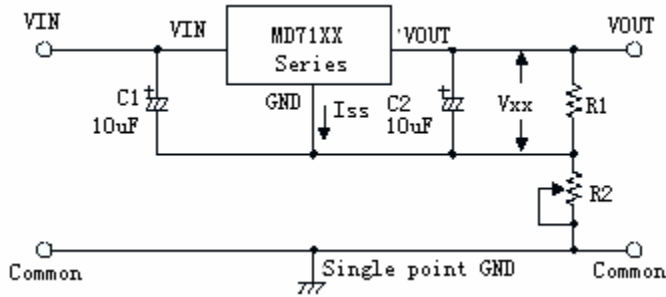 VIN
VOUT
VIN
MD71XX
Series
VOUT
GND
C1
10uF
Iss
C2
10uF
Vxx
R1
R2
Single point GND
Common
Common